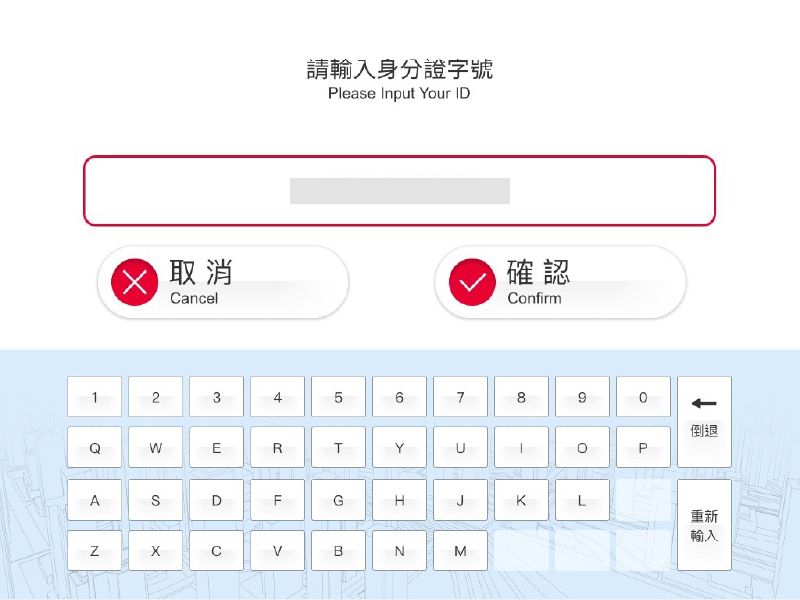 請輸入身分證字號
Please Input Your ID
取消
Cancel
確認
Confirm
1 2 3 4 5 6 7 8 9 0
倒退
Q W E R T Y U I O P
A S D F G H J K L
重新
輸入
Z X C V B N M